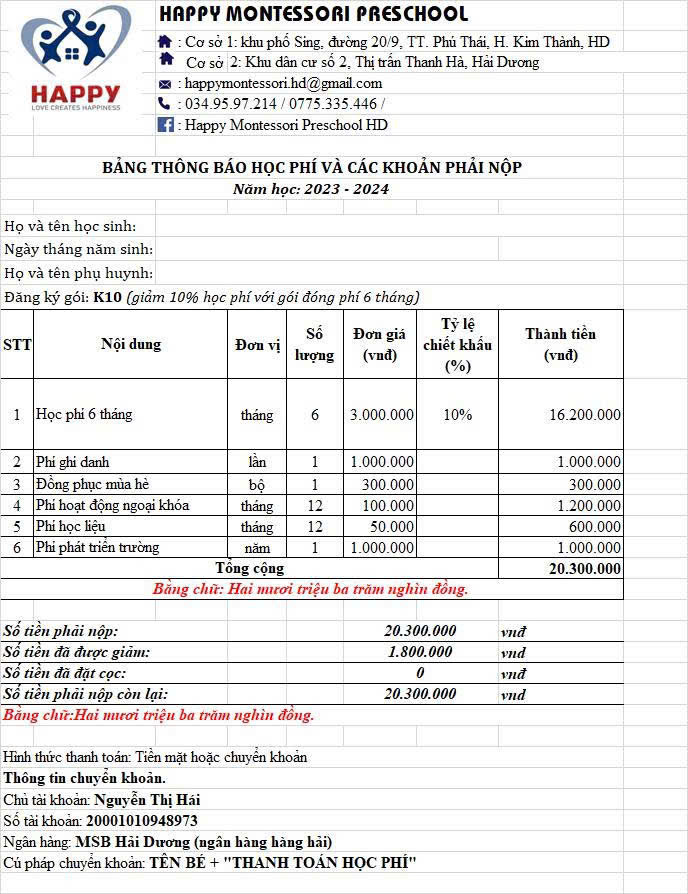 HAPPY
LOVE CREATES HAPPINESS
HAPPY MONTESSORI PRESCHOOL
: Cơ sở 1: khu phố Sing, đường 20/9, TT. Phú Thái, H. Kim Thành, HD
Cơ sở 2: Khu dân cư số 2, Thị trấn Thanh Hà, Hải Dương
: happymontessori.hd@gmail.com
: 034.95.97.214 / 0775.335.446 /
: Happy Montessori Preschool HD
BẢNG THÔNG BÁO HỌC PHÍ VÀ CÁC KHOẢN PHẢI NỘP
Năm học: 2023 - 2024
Họ và tên học sinh:
Ngày tháng năm sinh:
Họ và tên phụ huynh:
Đăng ký gói: K10 (giảm 10% học phí với gói đóng phí 6 tháng)
STT Nội dung Đơn vị Số lượng Đơn giá (vnđ) Tỷ lệ chiết khấu (%) Thành tiền (vnđ)
1 Học phí 6 tháng tháng 6 3.000.000 10% 16.200.000
2 Phí ghi danh lần 1 1.000.000 1.000.000
3 Đồng phục mùa hè bộ 1 300.000 300.000
4 Phí hoạt động ngoại khóa tháng 12 100.000 1.200.000
5 Phí học liệu tháng 12 50.000 600.000
6 Phí phát triển trường năm 1 1.000.000 1.000.000
Tổng cộng 20.300.000
Bằng chữ: Hai mươi triệu ba trăm nghìn đồng.
Số tiền phải nộp: 20.300.000 vnđ
Số tiền đã được giảm: 1.800.000 vnđ
Số tiền đã đặt cọc: 0 vnđ
Số tiền phải nộp còn lại: 20.300.000 vnđ
Bằng chữ:Hai mươi triệu ba trăm nghìn đồng.
Hình thức thanh toán: Tiền mặt hoặc chuyển khoản
Thông tin chuyển khoản.
Chủ tài khoản: Nguyễn Thị Hái
Số tài khoản: 20001010948973
Ngân hàng: MSB Hải Dương (ngân hàng hàng hải)
Cú pháp chuyển khoản: TÊN BÉ + "THANH TOÁN HỌC PHÍ"